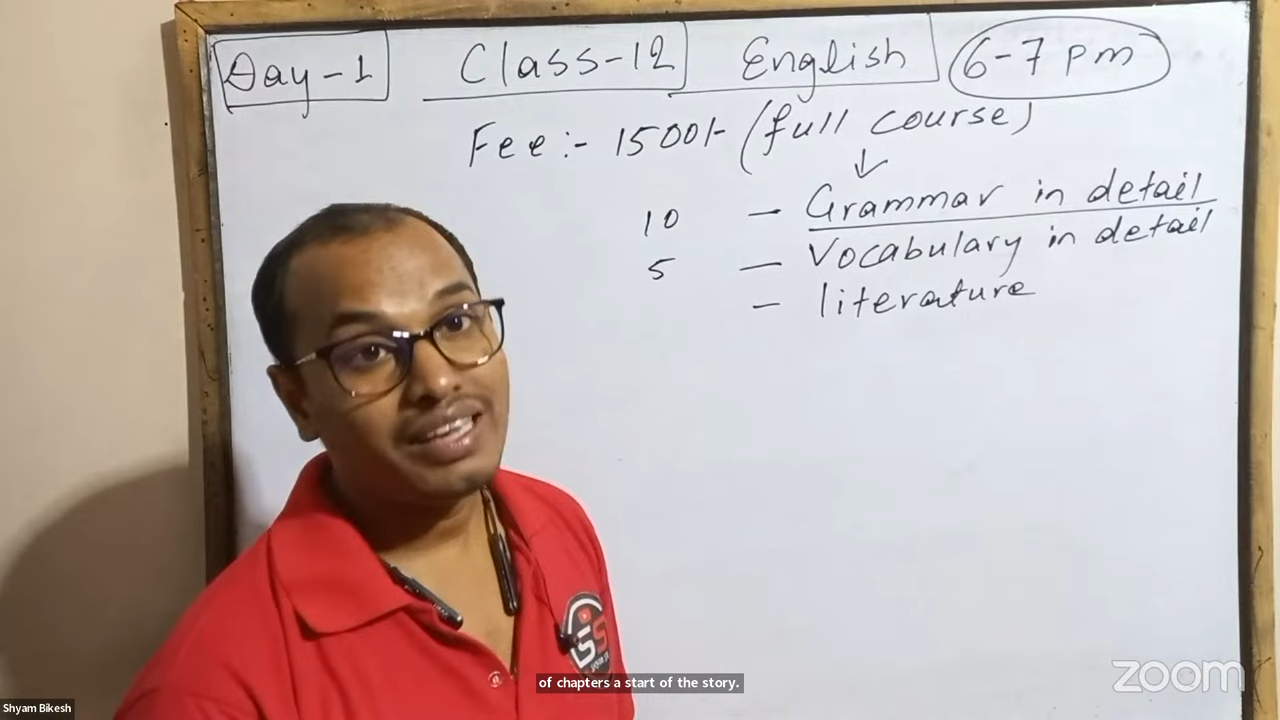 Day-1 Class-12 English 6-7 pm
Fee:- 1500/- (full course)
↓
10 - Grammar in detail
5 - Vocabulary in detail
- literature
SS
of chapters a start of the story.
Shyam Bikesh
zoom